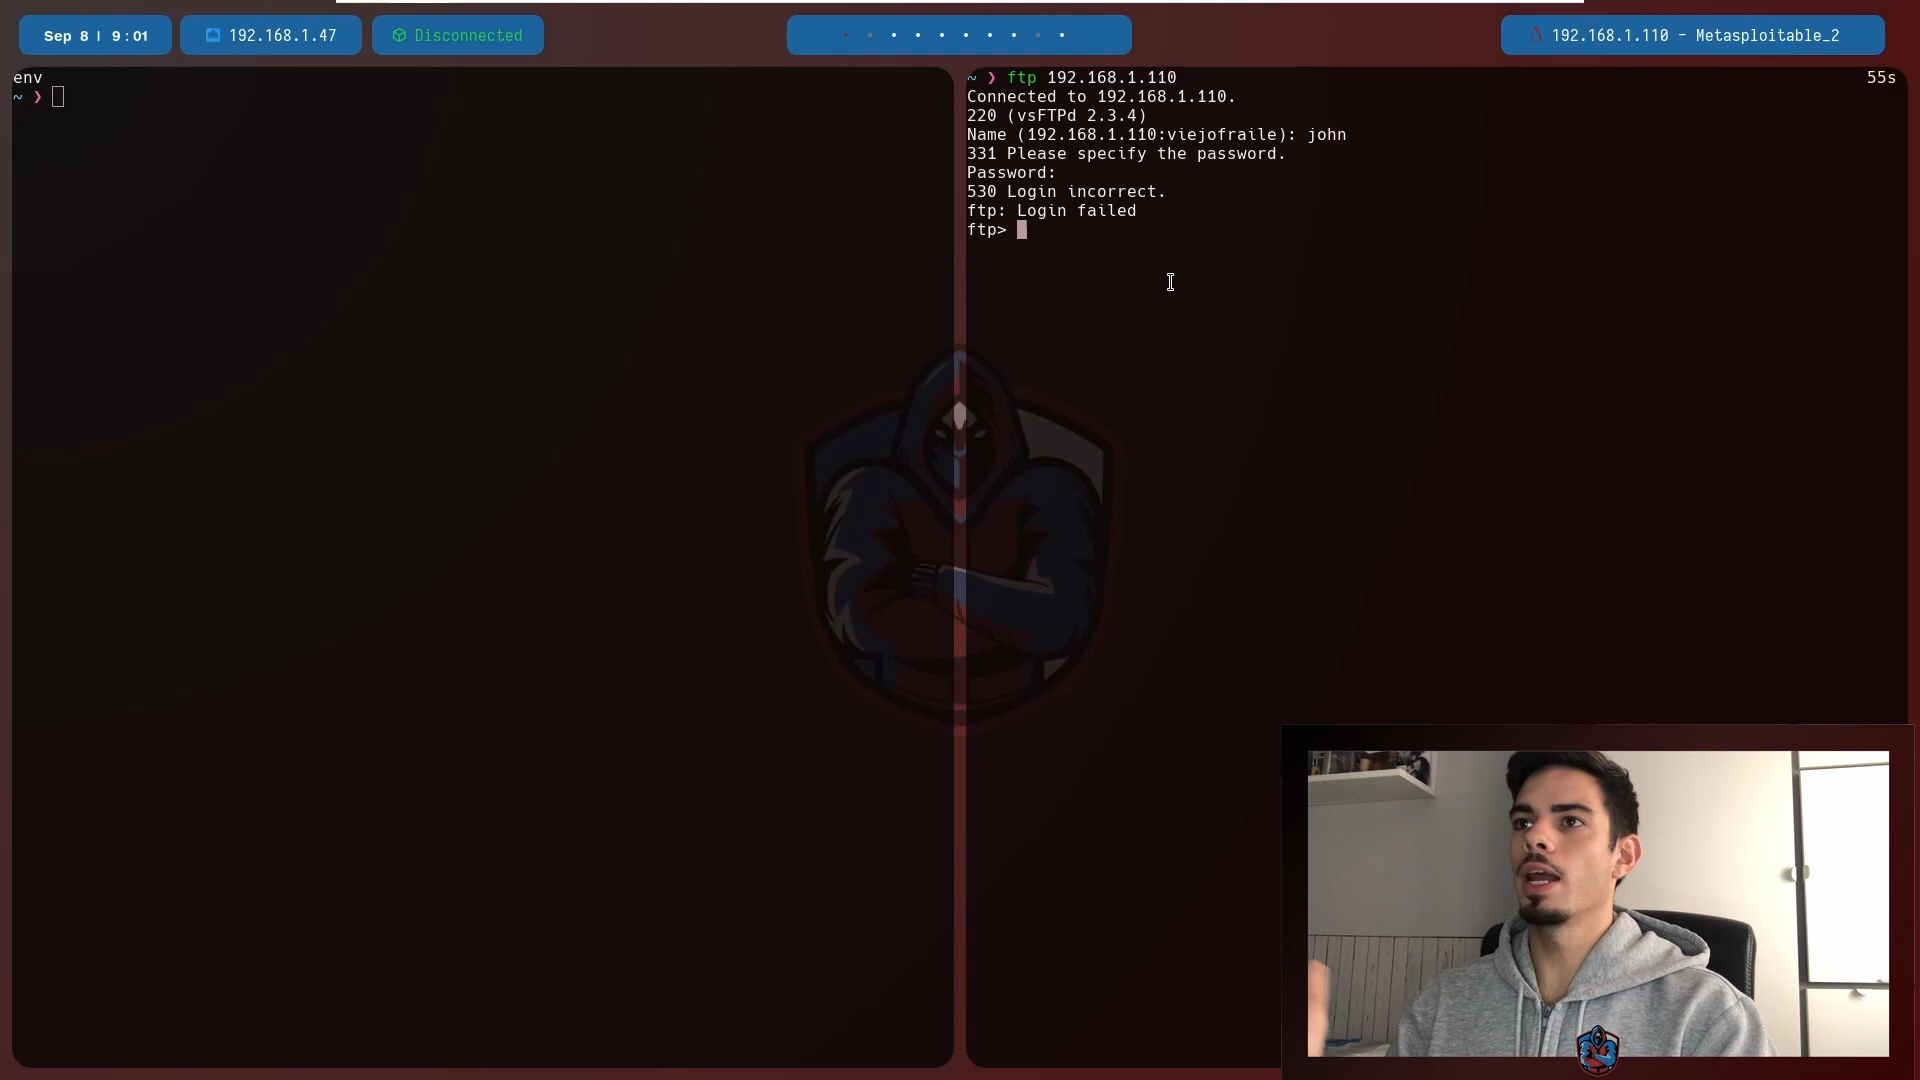 Sep 8 | 9:01
192.168.1.47
Disconnected
192.168.1.110 - Metasploitable_2
env
~ ❯
~ ❯ ftp 192.168.1.110
55s
Connected to 192.168.1.110.
220 (vsFTPd 2.3.4)
Name (192.168.1.110:viejofraile): john
331 Please specify the password.
Password:
530 Login incorrect.
ftp: Login failed
ftp>